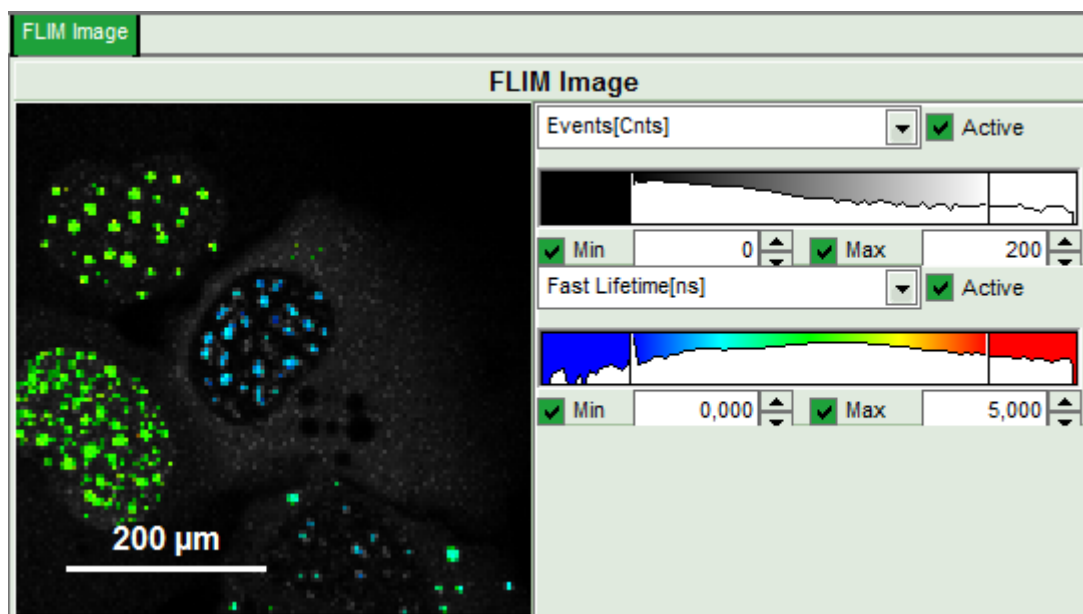 FLIM Image
FLIM Image
Events[Cnts]
Active
Min 0 Max 200
Fast Lifetime[ns]
Active
Min 0,000 Max 5,000
200 µm